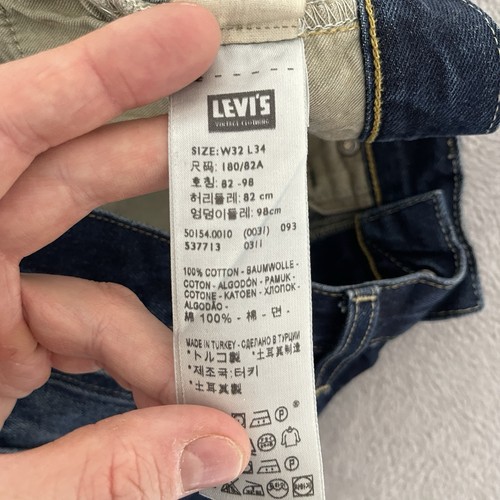 LEVI'S
VINTAGE CLOTHING
SIZE: W32 L34
尺码: 180/82A
호칭: 82 -98
허리둘레: 82 cm
엉덩이둘레: 98cm
50154.0010 (0031) 093
537713 0311
100% COTTON - BAUMWOLLE -
COTON - ALGODÓN - PAMUK -
COTONE - KATOEN - ХЛОПОК -
ALGODÃO -
棉 100% - 棉 - 면 -
MADE IN TURKEY - СДЕЛАНО В ТУРЦИИ
*トルコ製 *土耳其制造
*제조국:터키
*土耳其製